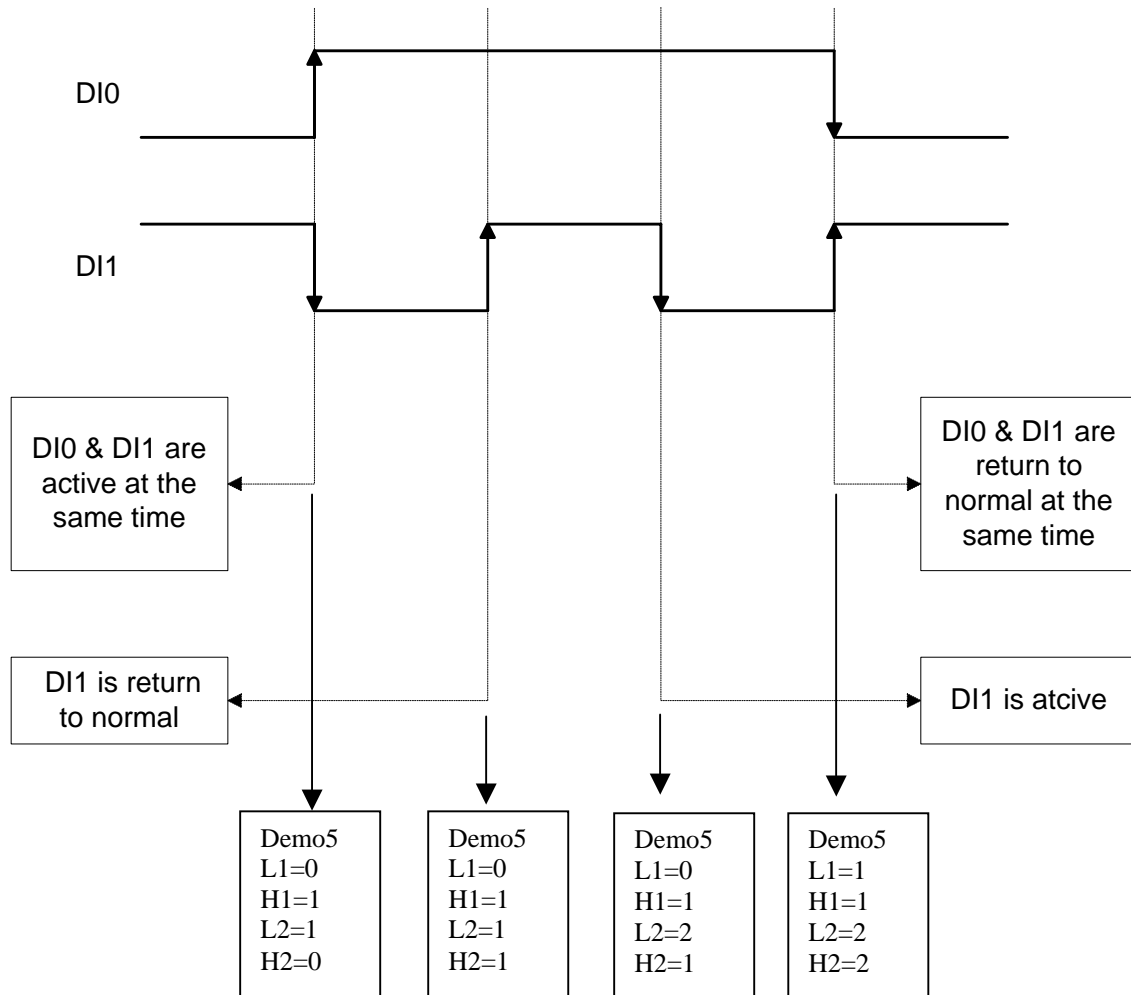 DI0
DI1
DI0 & DI1 are
active at the
same time
DI0 & DI1 are
return to
normal at the
same time
DI1 is return
to normal
DI1 is atcive
Demo5
L1=0
H1=1
L2=1
H2=0
Demo5
L1=0
H1=1
L2=1
H2=1
Demo5
L1=0
H1=1
L2=2
H2=1
Demo5
L1=1
H1=1
L2=2
H2=2